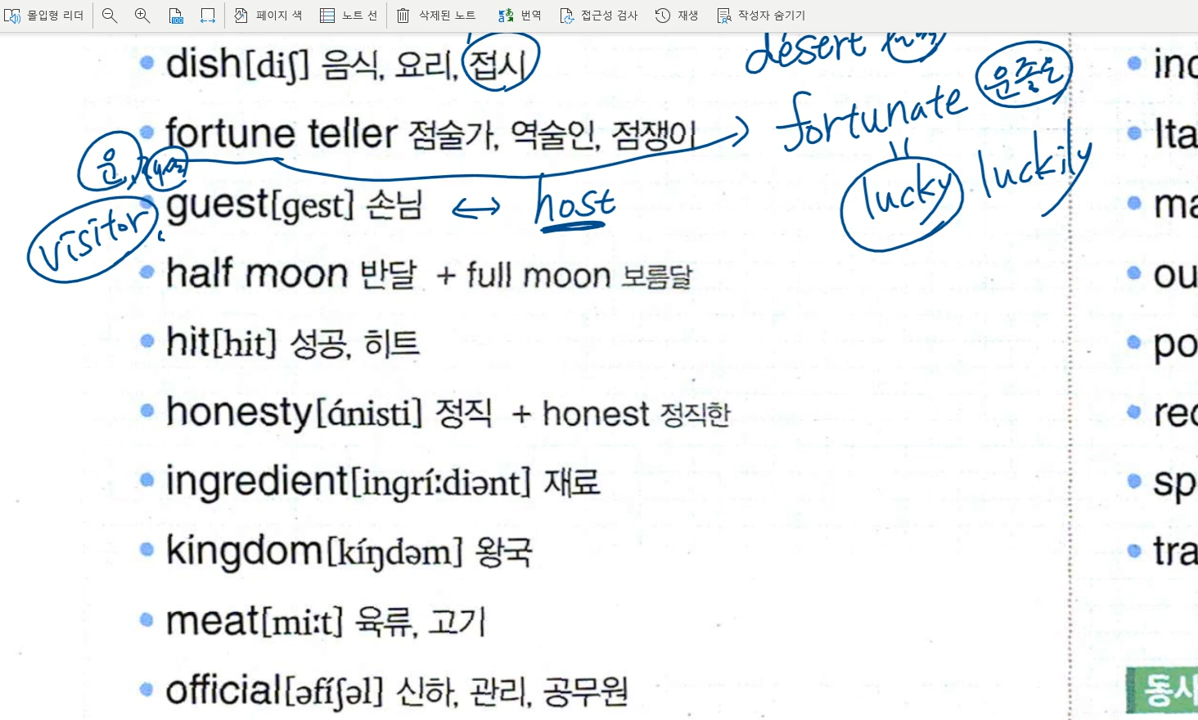 몰입형 리더 페이지 색 노트 선 삭제된 노트 번역 접근성 검사 재생 작성자 숨기기
desert
dish[diʃ] 음식, 요리, 접시
fortune teller 점술가, 역술인, 점쟁이 fortunate 운좋은
운,
lucky luckily
visitor guest[gest] 손님 ↔ host
half moon 반달 + full moon 보름달
hit[hit] 성공, 히트
honesty[ánisti] 정직 + honest 정직한
ingredient[ingríːdiənt] 재료
kingdom[kíŋdəm] 왕국
meat[miːt] 육류, 고기
official[əfíʃəl] 신하, 관리, 공무원
inc
Ita
ma
ou
po
rec
sp
tra
동사